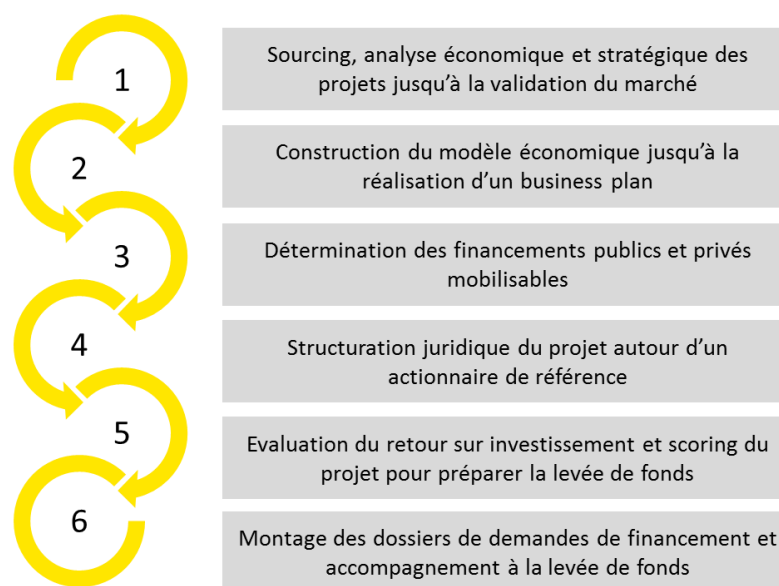 1
Sourcing, analyse économique et stratégique des
projets jusqu'à la validation du marché
2
Construction du modèle économique jusqu'à la
réalisation d'un business plan
3
Détermination des financements publics et privés
mobilisables
4
Structuration juridique du projet autour d'un
actionnaire de référence
5
Evaluation du retour sur investissement et scoring du
projet pour préparer la levée de fonds
6
Montage des dossiers de demandes de financement et
accompagnement à la levée de fonds